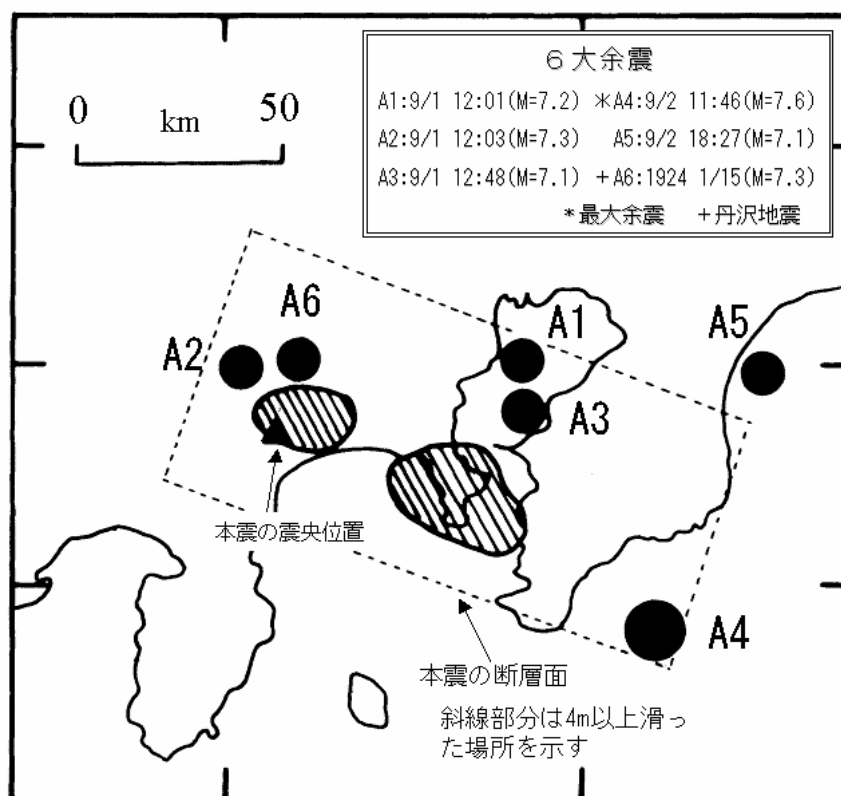 6大余震
A1:9/1 12:01(M=7.2) *A4:9/2 11:46(M=7.6)
A2:9/1 12:03(M=7.3) A5:9/2 18:27(M=7.1)
A3:9/1 12:48(M=7.1) +A6:1924 1/15(M=7.3)
*最大余震 +丹沢地震
0 50
km
A6
A1
A2
A5
A3
本震の震央位置
A4
本震の断層面
斜線部分は4m以上滑っ
た場所を示す